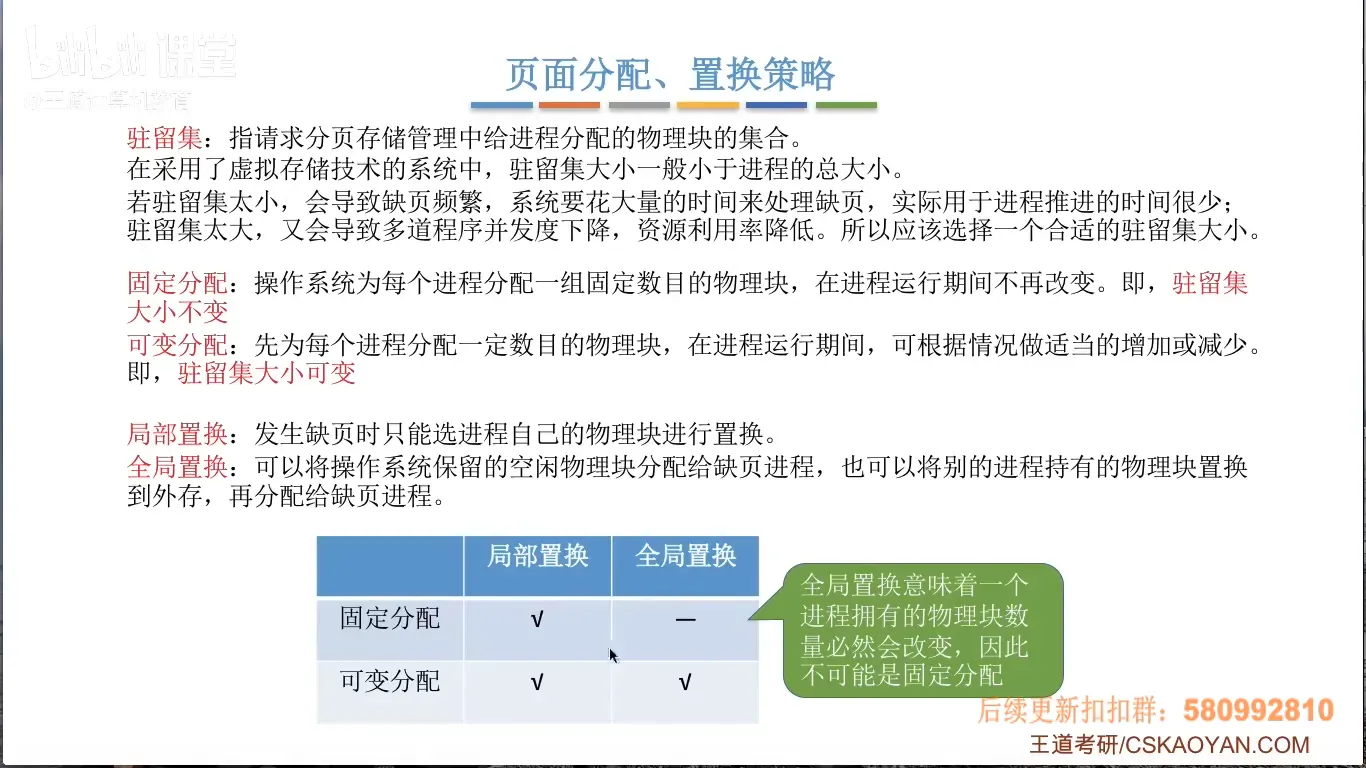 bilibili 课堂
页面分配、置换策略
驻留集：指请求分页存储管理中给进程分配的物理块的集合。
在采用了虚拟存储技术的系统中，驻留集大小一般小于进程的总大小。
若驻留集太小，会导致缺页频繁，系统要花大量的时间来处理缺页，实际用于进程推进的时间很少；
驻留集太大，又会导致多道程序并发度下降，资源利用率降低。所以应该选择一个合适的驻留集大小。
固定分配：操作系统为每个进程分配一组固定数目的物理块，在进程运行期间不再改变。即，驻留集
大小不变
可变分配：先为每个进程分配一定数目的物理块，在进程运行期间，可根据情况做适当的增加或减少。
即，驻留集大小可变
局部置换：发生缺页时只能选进程自己的物理块进行置换。
全局置换：可以将操作系统保留的空闲物理块分配给缺页进程，也可以将别的进程持有的物理块置换
到外存，再分配给缺页进程。
局部置换 全局置换
固定分配 √ —
可变分配 √ √
全局置换意味着一个
进程拥有的物理块数
量必然会改变，因此
不可能是固定分配
后续更新扣扣群：580992810
王道考研/CSKAOYAN.COM